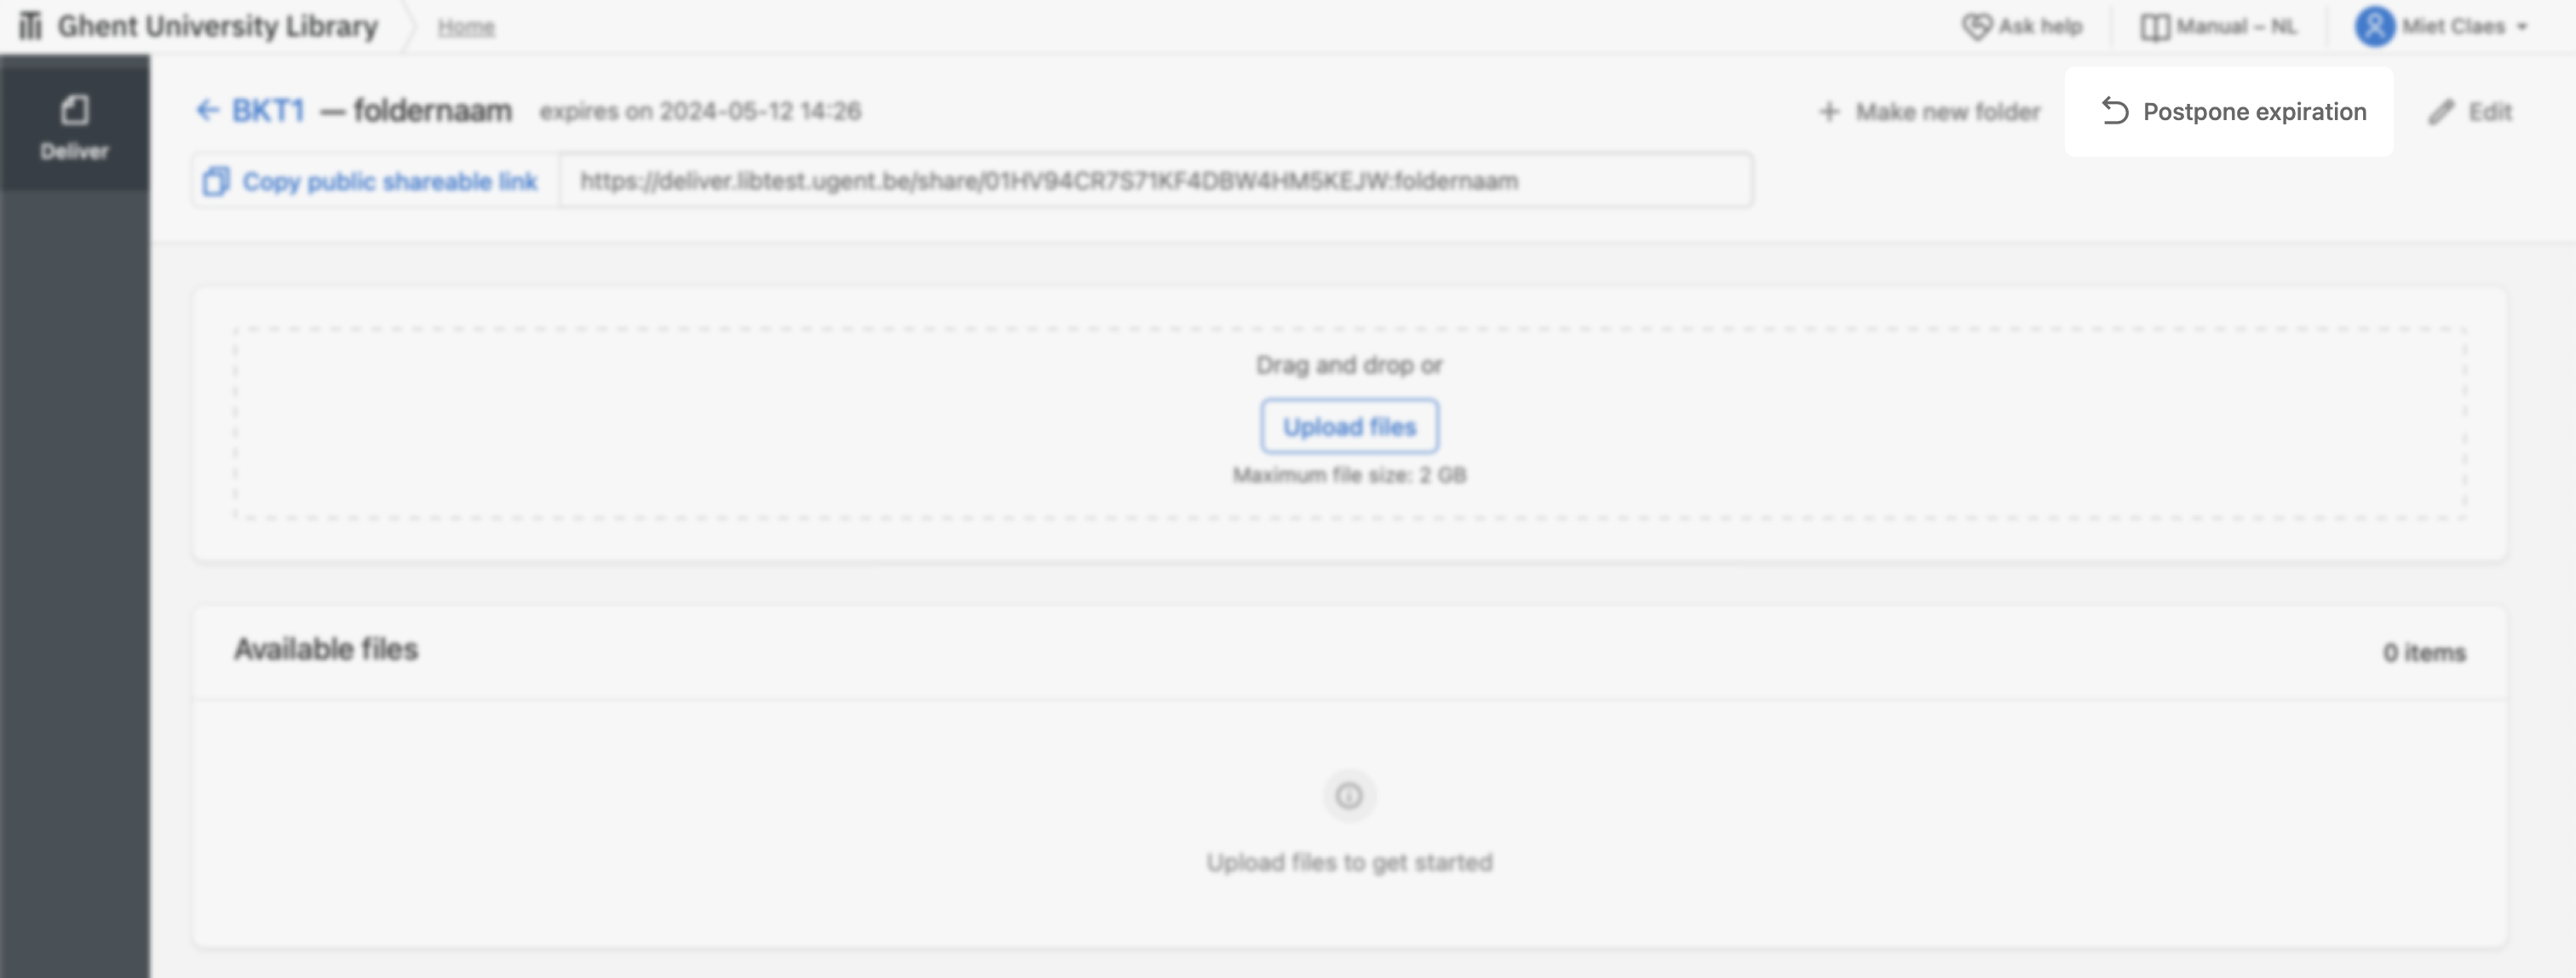 Ghent University Library Home Ask help Manual – NL Miet Claes
Deliver
BKT1 — foldernaam expires on 2024-05-12 14:26 Make new folder Postpone expiration Edit
Copy public shareable link https://deliver.libtest.ugent.be/share/01HV94CR7S71KF4DBW4HM5KEJW:foldernaam
Drag and drop or
Upload files
Maximum file size: 2 GB
Available files 0 items
Upload files to get started